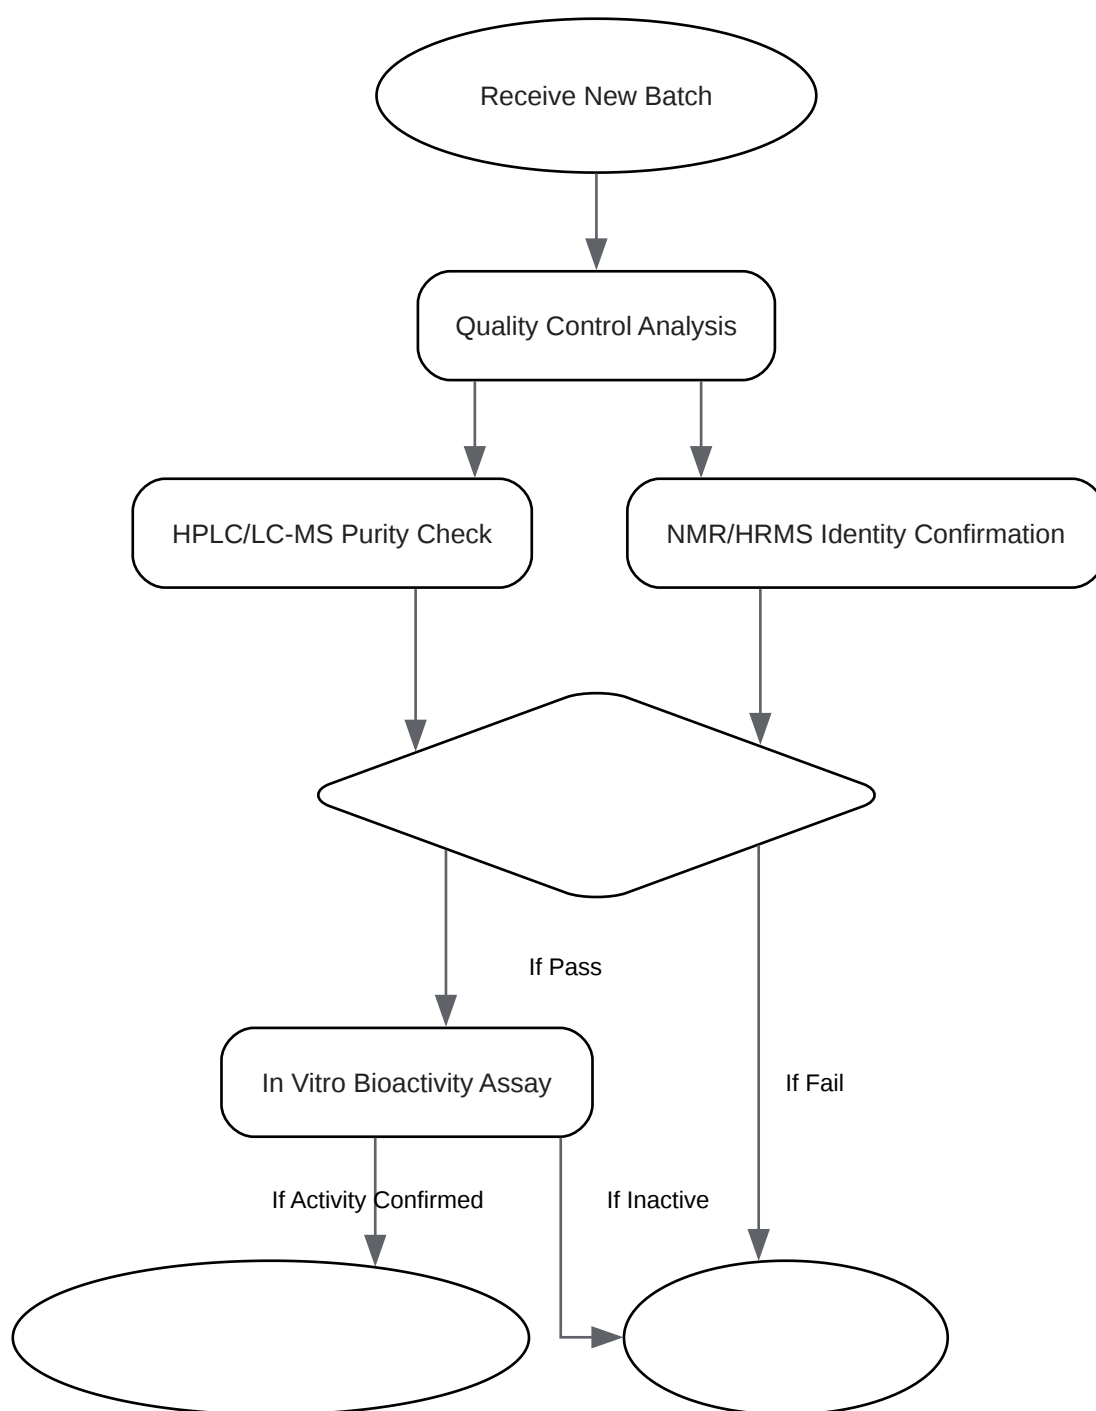 Receive New Batch
Quality Control Analysis
HPLC/LC-MS Purity Check
NMR/HRMS Identity Confirmation
If Pass
In Vitro Bioactivity Assay
If Fail
If Activity Confirmed
If Inactive